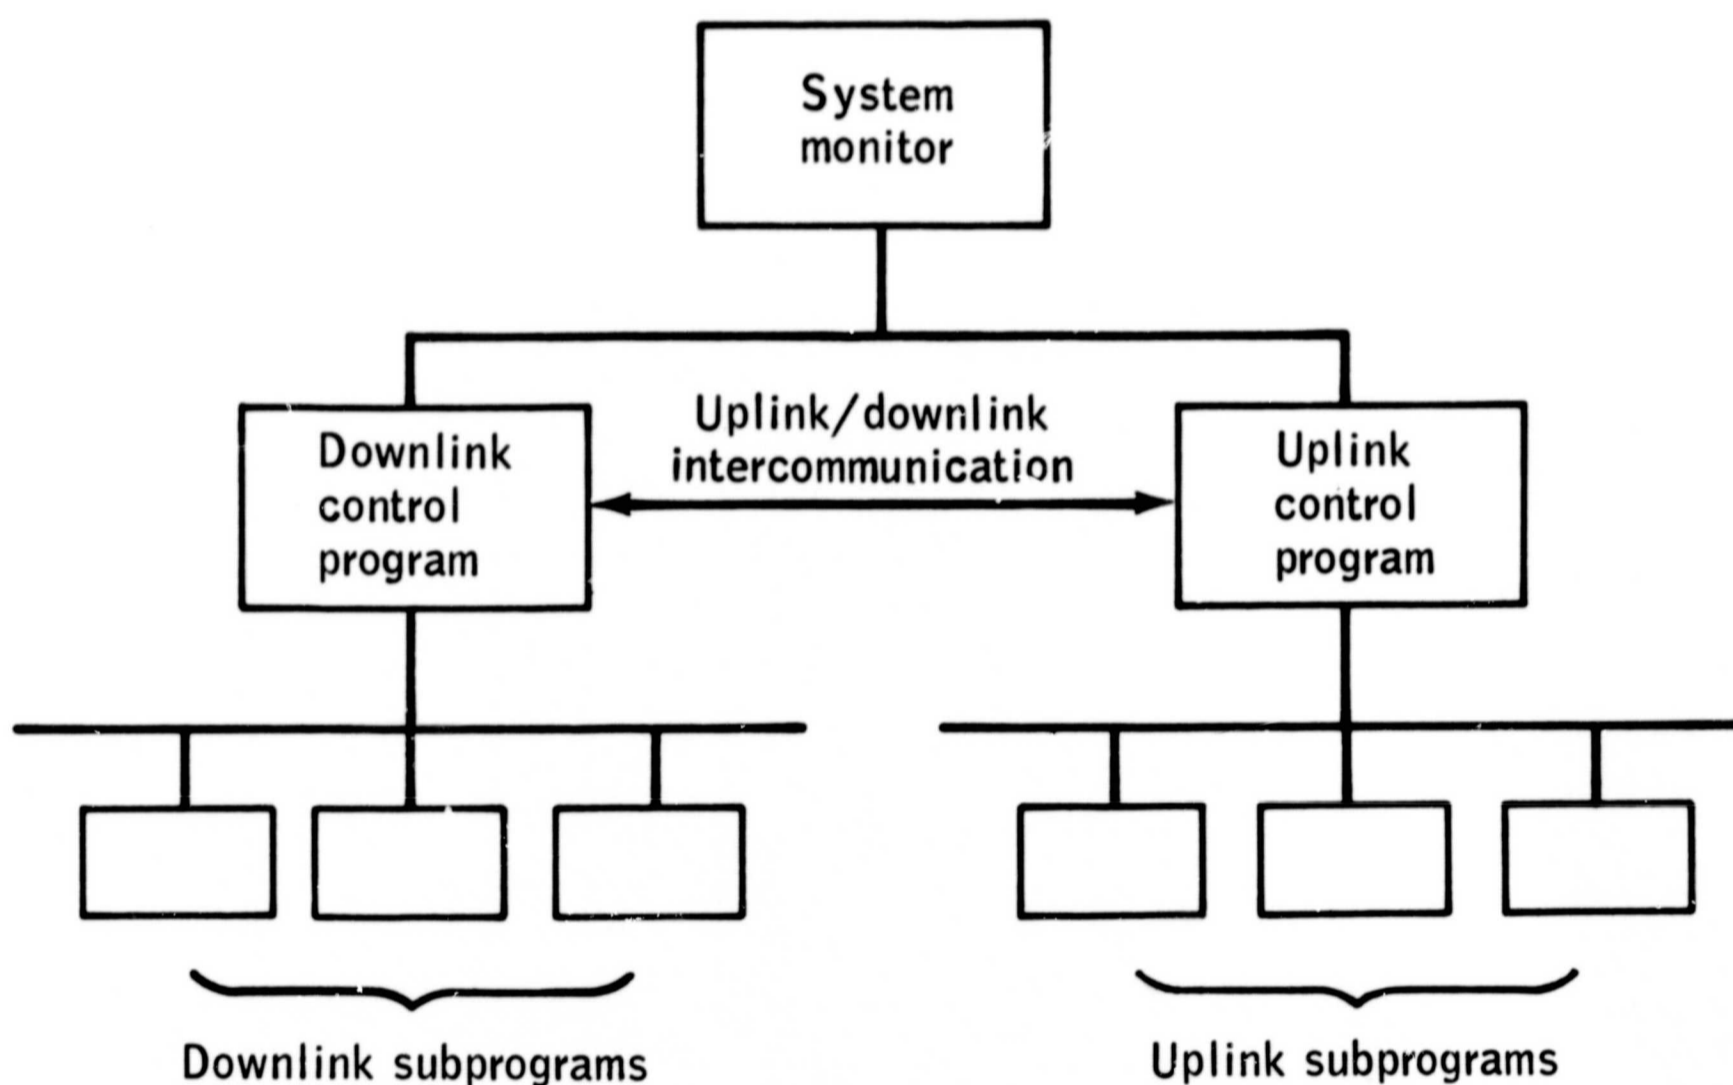 System
monitor
Uplink/downlink
intercommunication
Downlink
control
program
Uplink
control
program
Downlink subprograms
Uplink subprograms